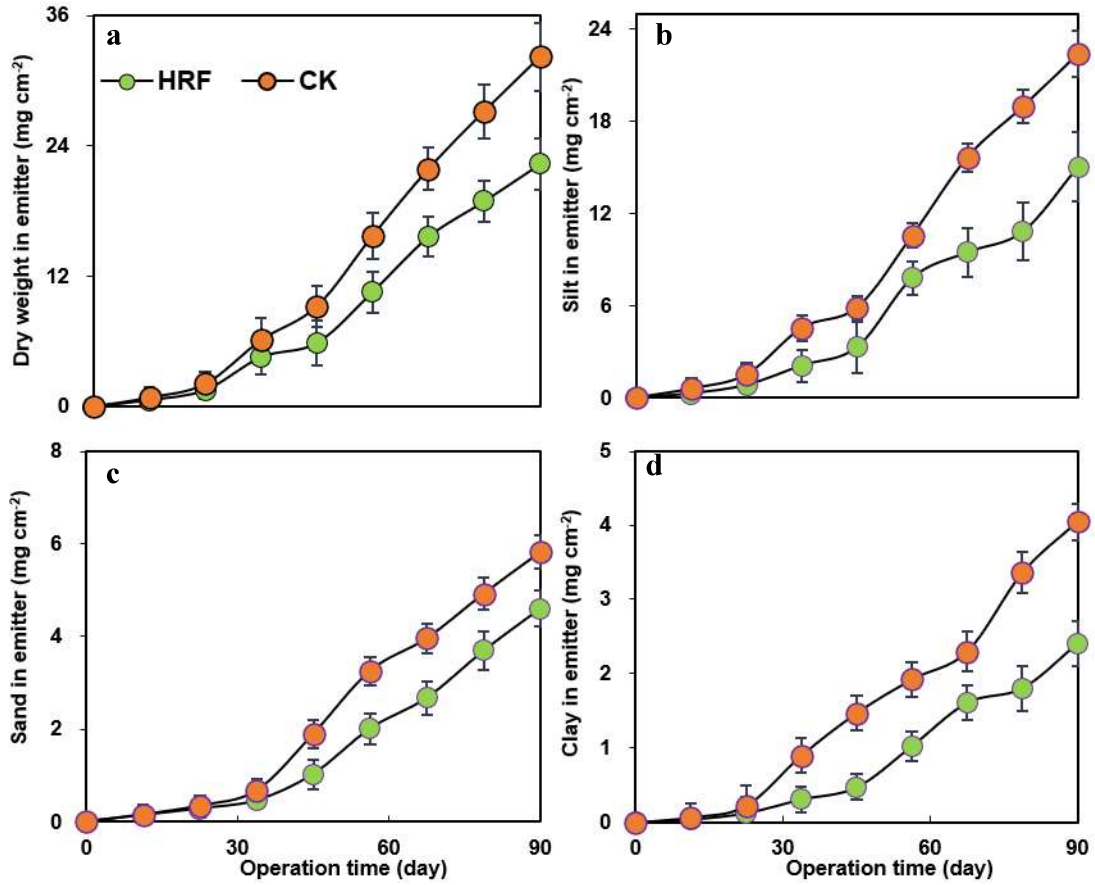 a
HRF CK
Dry weight in emitter (mg cm⁻²)
36
24
12
0
b
Silt in emitter (mg cm⁻²)
24
18
12
6
0
c
Sand in emitter (mg cm⁻²)
8
6
4
2
0
0 30 60 90
Operation time (day)
d
Clay in emitter (mg cm⁻²)
5
4
3
2
1
0
0 30 60 90
Operation time (day)